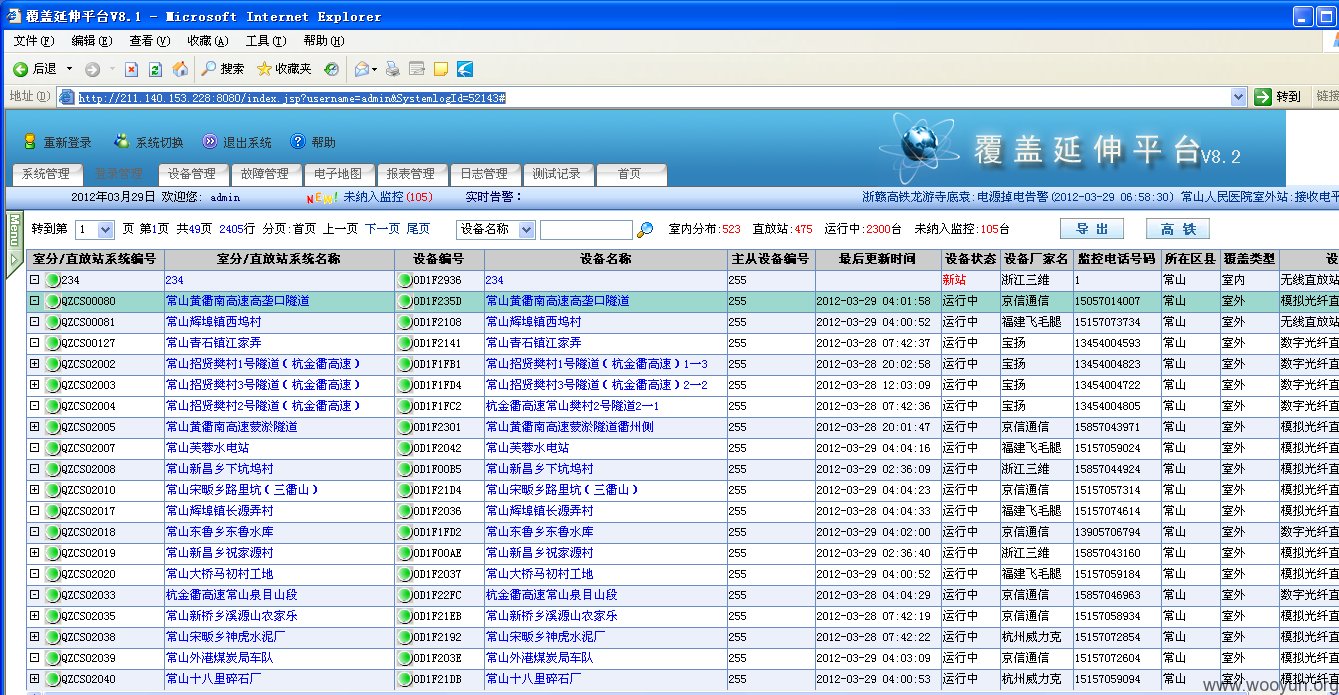 覆盖延伸平台V8.1 - Microsoft Internet Explorer
文件(F) 编辑(E) 查看(V) 收藏(A) 工具(T) 帮助(H)
后退 搜索 收藏夹
地址(D) http://211.140.153.228:8080/index.jsp?username=admin&SystemlogId=52143# 转到 链接
重新登录 系统切换 退出系统 帮助 覆盖延伸平台V8.2
系统管理 登录管理 设备管理 故障管理 电子地图 报表管理 日志管理 测试记录 首页
2012年03月29日 欢迎您: admin NEW! 未纳入监控(105) 实时告警: 浙赣高铁龙游寺底袁:电源掉电告警(2012-03-29 06:58:30) 常山人民医院室外站:接收电平
Menu
转到第 1 页 第1页 共49页 2405行 分页:首页 上一页 下一页 尾页 设备名称 室内分布:523 直放站:475 运行中:2300台 未纳入监控:105台 导 出 高 铁
室分/直放站系统编号 室分/直放站系统名称 设备编号 设备名称 主从设备编号 最后更新时间 设备状态 设备厂家名 监控电话号码 所在区县 覆盖类型 设
234 234 0D1F2936 234 255 新站 浙江三维 1 常山 室内 无线直放站
QZCS00080 常山黄衢南高速高垄口隧道 0D1F235D 常山黄衢南高速高垄口隧道 255 2012-03-29 04:01:58 运行中 京信通信 15057014007 常山 室外 模拟光纤直
QZCS00081 常山辉埠镇西坞村 0D1F2108 常山辉埠镇西坞村 255 2012-03-29 04:00:52 运行中 福建飞毛腿 15157073734 常山 室外 无线直放站
QZCS00127 常山青石镇江家弄 0D1F2141 常山青石镇江家弄 255 2012-03-28 07:42:37 运行中 宝扬 13454004593 常山 室外 数字光纤直
QZCS02002 常山招贤樊村1号隧道(杭金衢高速) 0D1F1FB1 常山招贤樊村1号隧道(杭金衢高速)1一3 255 2012-03-28 20:02:58 运行中 宝扬 13454004823 常山 室外 数字光纤直
QZCS02003 常山招贤樊村3号隧道(杭金衢高速) 0D1F1FD4 常山招贤樊村3号隧道(杭金衢高速)2一2 255 2012-03-28 12:03:09 运行中 宝扬 13454004722 常山 室外 数字光纤直
QZCS02004 常山招贤樊村2号隧道(杭金衢高速) 0D1F1FC2 杭金衢高速常山樊村2号隧道2一1 255 2012-03-28 07:42:36 运行中 宝扬 13454004805 常山 室外 数字光纤直
QZCS02005 常山黄衢南高速蒙淤隧道 0D1F2301 常山黄衢南高速蒙淤隧道衢州侧 255 2012-03-28 20:01:47 运行中 京信通信 15857043971 常山 室外 模拟光纤直
QZCS02007 常山芙蓉水电站 0D1F2042 常山芙蓉水电站 255 2012-03-29 04:04:16 运行中 福建飞毛腿 15157059024 常山 室外 模拟光纤直
QZCS02008 常山新昌乡下坑坞村 0D1F00B5 常山新昌乡下坑坞村 255 2012-03-29 02:36:09 运行中 浙江三维 15857044924 常山 室外 模拟光纤直
QZCS02010 常山宋畈乡路里坑(三衢山) 0D1F21D4 常山宋畈乡路里坑(三衢山) 255 2012-03-29 04:04:23 运行中 京信通信 15157057314 常山 室外 模拟光纤直
QZCS02017 常山辉埠镇长源弄村 0D1F2036 常山辉埠镇长源弄村 255 2012-03-29 04:04:33 运行中 福建飞毛腿 15157074614 常山 室外 模拟光纤直
QZCS02018 常山东鲁乡东鲁水库 0D1F1FD2 常山东鲁乡东鲁水库 255 2012-03-29 04:02:00 运行中 京信通信 13905706794 常山 室外 数字光纤直
QZCS02019 常山新昌乡祝家源村 0D1F00AE 常山新昌乡祝家源村 255 2012-03-29 02:36:40 运行中 浙江三维 15857043160 常山 室外 模拟光纤直
QZCS02020 常山大桥马初村工地 0D1F2037 常山大桥马初村工地 255 2012-03-29 04:00:52 运行中 福建飞毛腿 15157059184 常山 室外 模拟光纤直
QZCS02033 杭金衢高速常山泉目山段 0D1F22FC 杭金衢高速常山泉目山段 255 2012-03-29 04:04:29 运行中 京信通信 15857046963 常山 室外 数字光纤直
QZCS02035 常山新桥乡溪源山农家乐 0D1F21EB 常山新桥乡溪源山农家乐 255 2012-03-28 07:42:19 运行中 京信通信 15157058934 常山 室外 模拟光纤直
QZCS02038 常山宋畈乡神虎水泥厂 0D1F2192 常山宋畈乡神虎水泥厂 255 2012-03-28 07:42:22 运行中 杭州威力克 15157072854 常山 室外 模拟光纤直
QZCS02039 常山外港煤炭局车队 0D1F203E 常山外港煤炭局车队 255 2012-03-29 04:03:09 运行中 京信通信 15157072604 常山 室外 模拟光纤直
QZCS02040 常山十八里碎石厂 0D1F21DB 常山十八里碎石厂 255 2012-03-29 04:00:51 运行中 杭州威力克 15157059054 常山 室外 模拟光纤直
www.wooyun.org